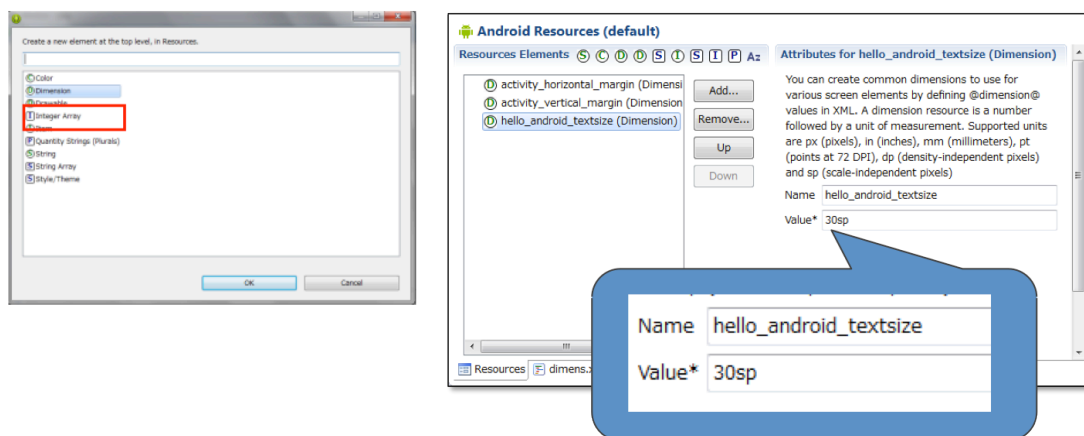 Create a new element at the top level, in Resources.
C Color
D Dimension
D Drawable
I Integer Array
I Item
P Quantity Strings (Plurals)
S String
S String Array
S Style/Theme
OK Cancel
Android Resources (default)
Resources Elements S C D D S I S I P Az
D activity_horizontal_margin (Dimensi
D activity_vertical_margin (Dimension
D hello_android_textsize (Dimension)
Add...
Remove...
Up
Down
Attributes for hello_android_textsize (Dimension)
You can create common dimensions to use for
various screen elements by defining @dimension@
values in XML. A dimension resource is a number
followed by a unit of measurement. Supported units
are px (pixels), in (inches), mm (millimeters), pt
(points at 72 DPI), dp (density-independent pixels)
and sp (scale-independent pixels)
Name hello_android_textsize
Value* 30sp
Resources dimens.
Name hello_android_textsize
Value* 30sp